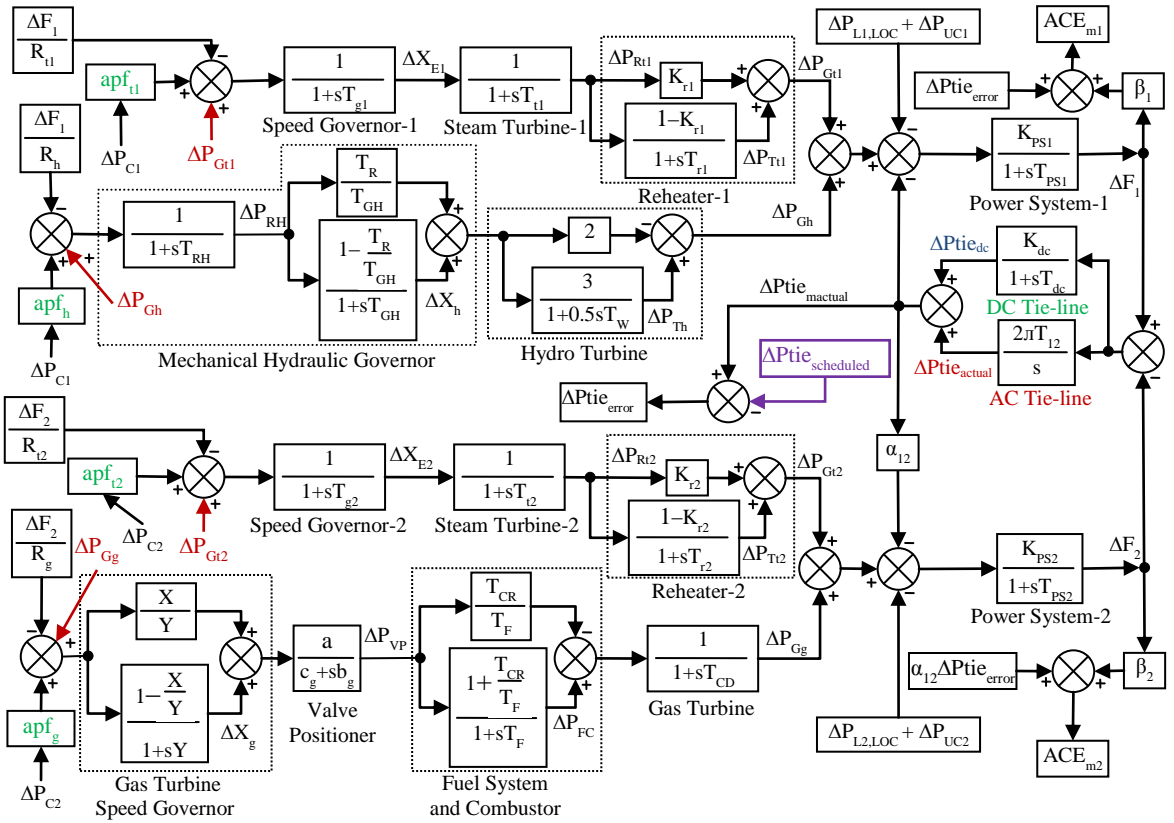 ΔF1
Rt1
apft1
ΔPC1
ΔPGt1
1
1+sTg1
Speed Governor-1
ΔXE1
1
1+sTt1
Steam Turbine-1
ΔPRt1
Kr1
1−Kr1
1+sTr1
ΔPTt1
Reheater-1
ΔPGt1
ΔPL1,LOC + ΔPUC1
ACEm1
ΔPtieerror
β1
KPS1
1+sTPS1
Power System-1
ΔF1
ΔF1
Rh
apfh
ΔPC1
ΔPGh
1
1+sTRH
ΔPRH
TR
TGH
1- TR
TGH
1+sTGH
ΔXh
Mechanical Hydraulic Governor
2
3
1+0.5sTW
ΔPTh
Hydro Turbine
ΔPGh
ΔPtiemactual
ΔPtiescheduled
ΔPtieerror
ΔPtiedc
Kdc
1+sTdc
DC Tie-line
2πT12
s
ΔPtieactual
AC Tie-line
α12
ΔF2
Rt2
apft2
ΔPC2
ΔPGt2
1
1+sTg2
Speed Governor-2
ΔXE2
1
1+sTt2
Steam Turbine-2
ΔPRt2
Kr2
1−Kr2
1+sTr2
ΔPTt2
Reheater-2
ΔPGt2
KPS2
1+sTPS2
Power System-2
ΔF2
ΔF2
Rg
ΔPGg
apfg
ΔPC2
X
Y
1− X
Y
1+sY
ΔXg
Gas Turbine
Speed Governor
a
cg+sbg
Valve
Positioner
ΔPVP
TCR
TF
1+ TCR
TF
1+sTF
ΔPFC
Fuel System
and Combustor
1
1+sTCD
Gas Turbine
ΔPGg
ΔPL2,LOC + ΔPUC2
α12ΔPtieerror
β2
ACEm2